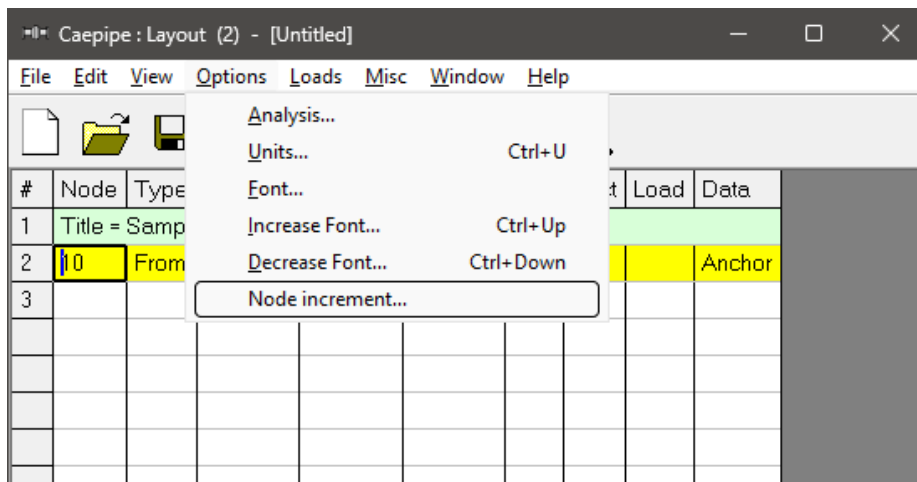 Caepipe : Layout (2) - [Untitled]
File Edit View Options Loads Misc Window Help
Analysis...
Units... Ctrl+U
Font...
Increase Font... Ctrl+Up
Decrease Font... Ctrl+Down
Node increment...
# Node Type Load Data
1 Title = Samp
2 10 From Anchor
3